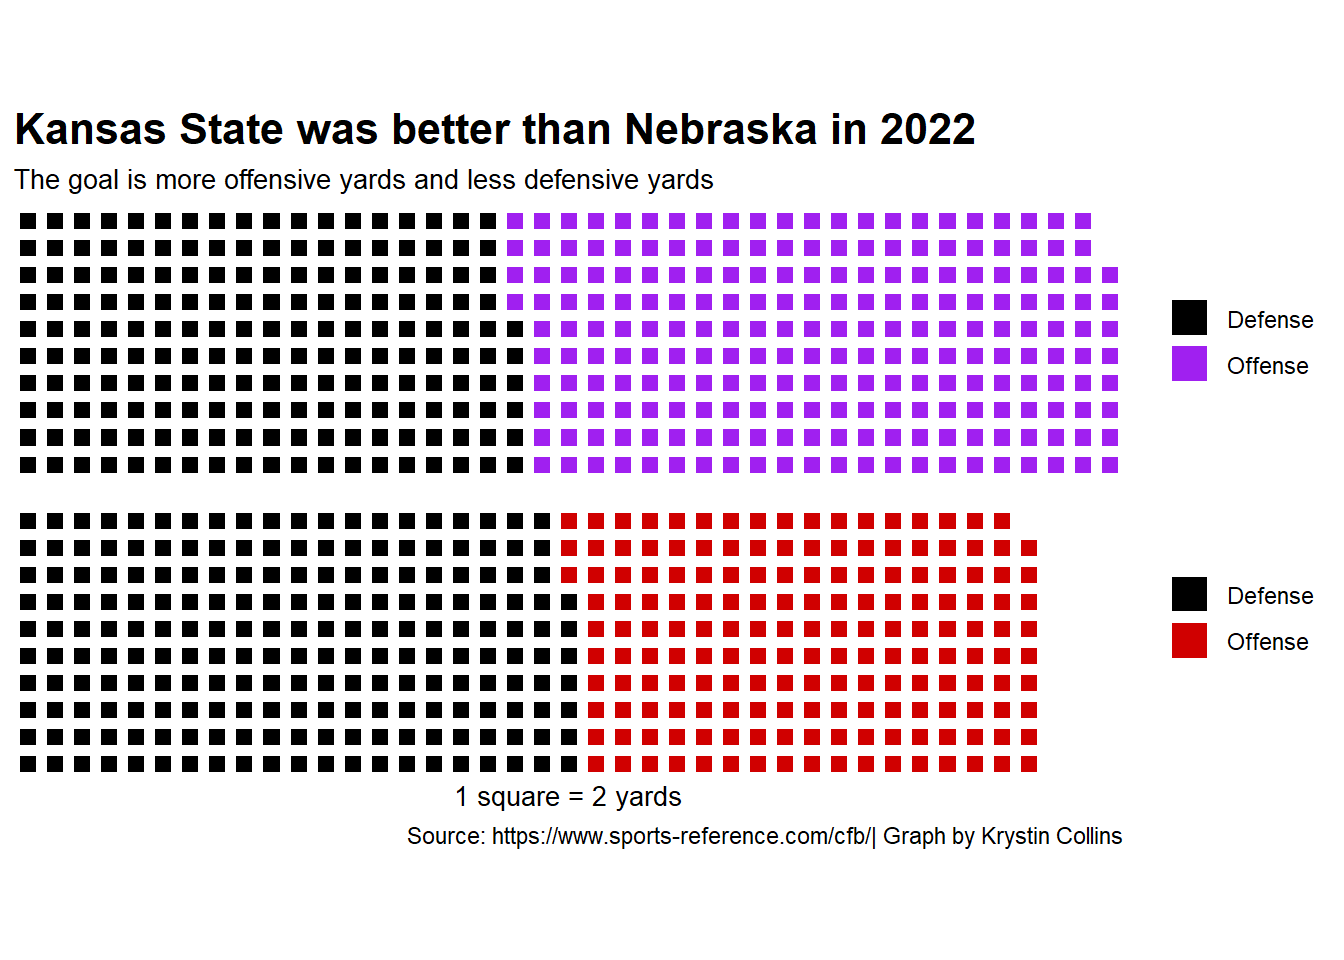 Kansas State was better than Nebraska in 2022
The goal is more offensive yards and less defensive yards
Defense
Offense
Defense
Offense
1 square = 2 yards
Source: https://www.sports-reference.com/cfb/| Graph by Krystin Collins